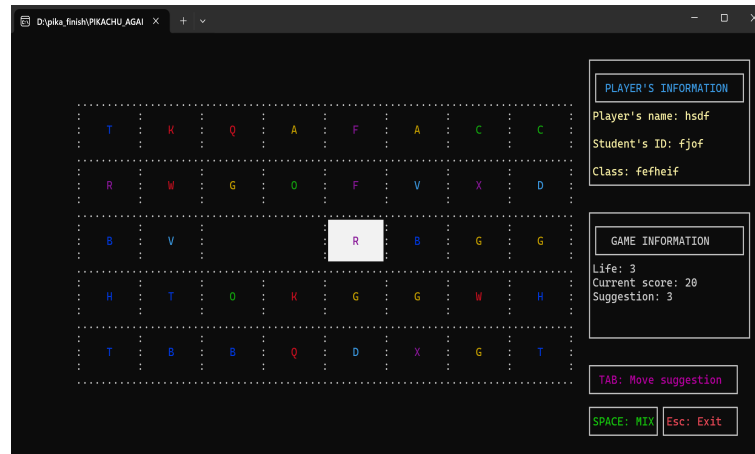 D:\pika_finish\PIKACHU_AGAI
PLAYER'S INFORMATION
Player's name: hsdf
Student's ID: fjof
Class: fefheif
T K Q A F A C C
R W G O F V X D
B V R B G G
H T O K G G W H
T B B Q D X G T
GAME INFORMATION
Life: 3
Current score: 20
Suggestion: 3
TAB: Move suggestion
SPACE: MIX
Esc: Exit